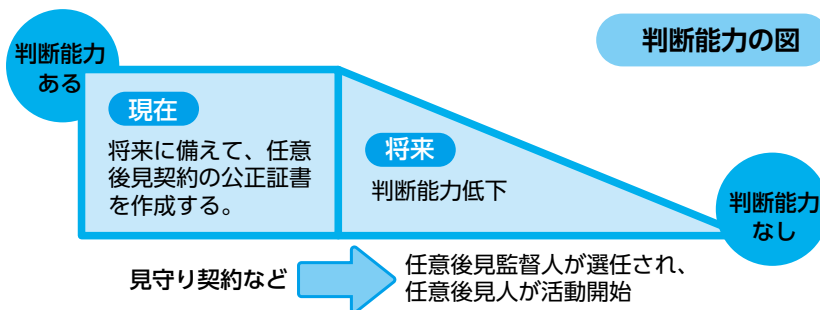 判断能力の図
判断能力
ある
現在
将来に備えて、任意
後見契約の公正証書
を作成する。
将来
判断能力低下
判断能力
なし
見守り契約など
任意後見監督人が選任され、
任意後見人が活動開始